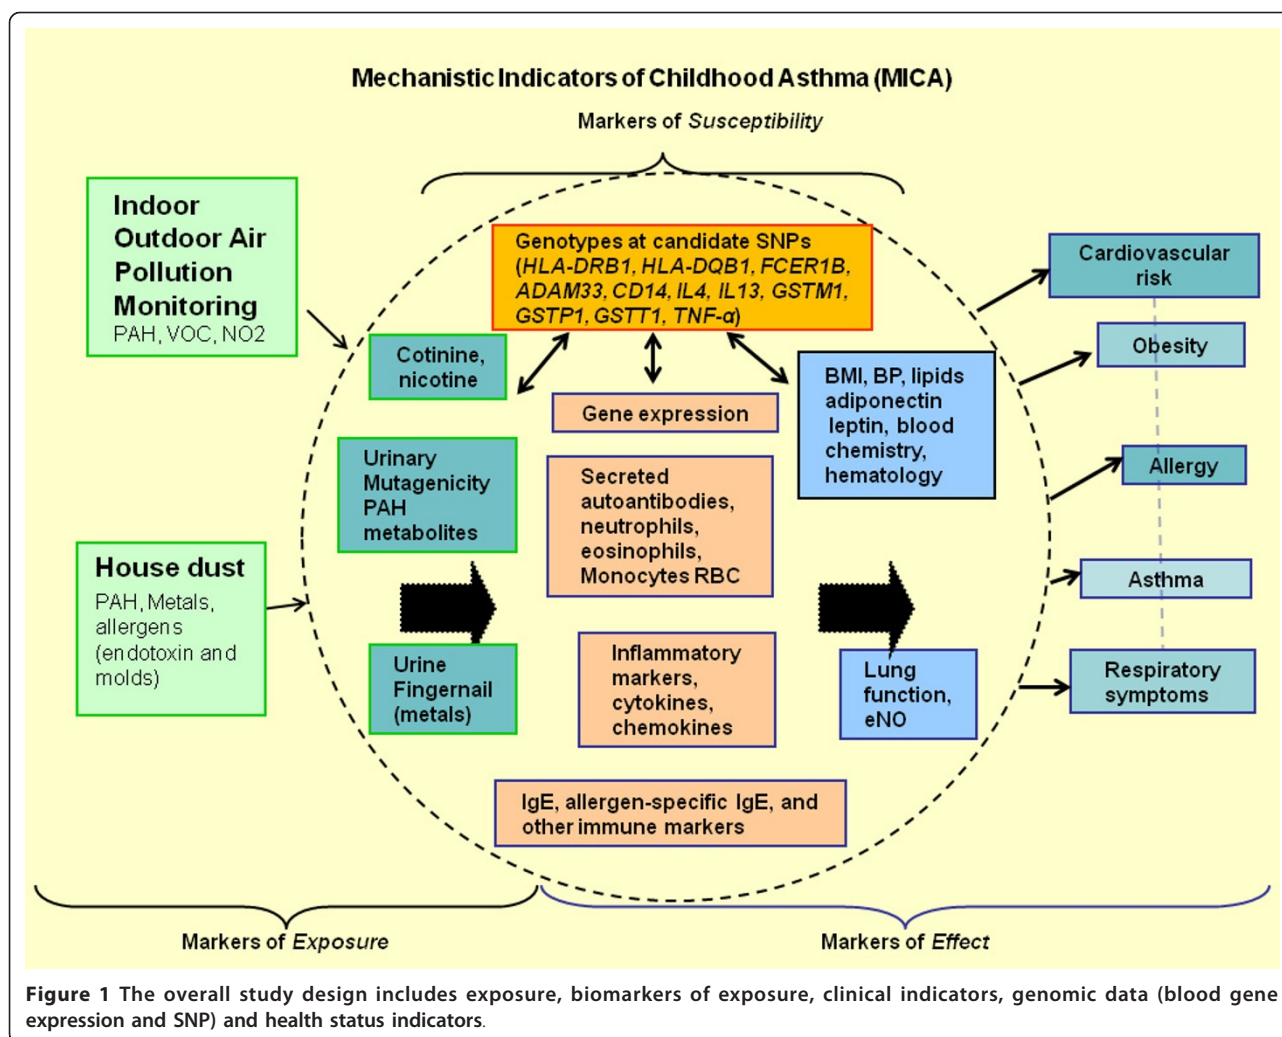 Mechanistic Indicators of Childhood Asthma (MICA)
Markers of Susceptibility
Indoor
Outdoor Air
Pollution
Monitoring
PAH, VOC, NO2
House dust
PAH, Metals,
allergens
(endotoxin and
molds)
Genotypes at candidate SNPs
(HLA-DRB1, HLA-DQB1, FCER1B,
ADAM33, CD14, IL4, IL13, GSTM1,
GSTP1, GSTT1, TNF-α)
Cotinine,
nicotine
Urinary
Mutagenicity
PAH
metabolites
Urine
Fingernail
(metals)
Gene expression
Secreted
autoantibodies,
neutrophils,
eosinophils,
Monocytes RBC
Inflammatory
markers,
cytokines,
chemokines
IgE, allergen-specific IgE, and
other immune markers
BMI, BP, lipids
adiponectin
leptin, blood
chemistry,
hematology
Lung
function,
eNO
Cardiovascular
risk
Obesity
Allergy
Asthma
Respiratory
symptoms
Markers of Exposure
Markers of Effect
Figure 1 The overall study design includes exposure, biomarkers of exposure, clinical indicators, genomic data (blood gene
expression and SNP) and health status indicators.